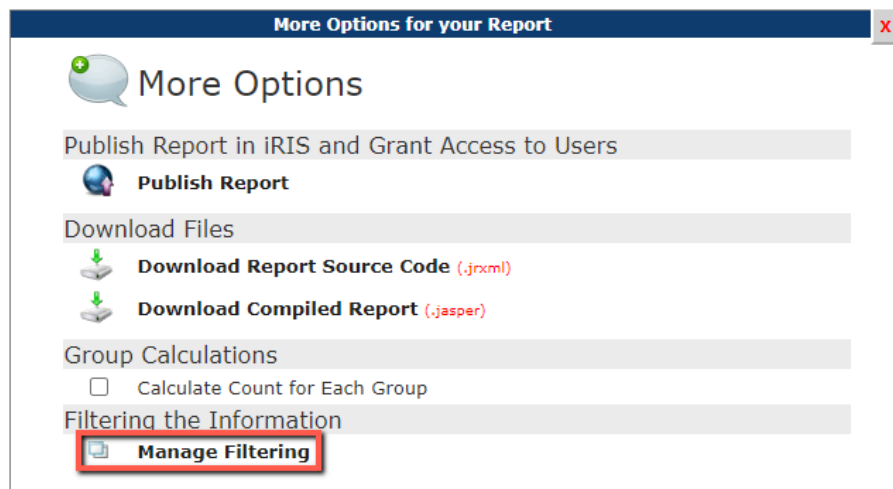 More Options for your Report
X
More Options
Publish Report in iRIS and Grant Access to Users
Publish Report
Download Files
Download Report Source Code (.jrxml)
Download Compiled Report (.jasper)
Group Calculations
Calculate Count for Each Group
Filtering the Information
Manage Filtering